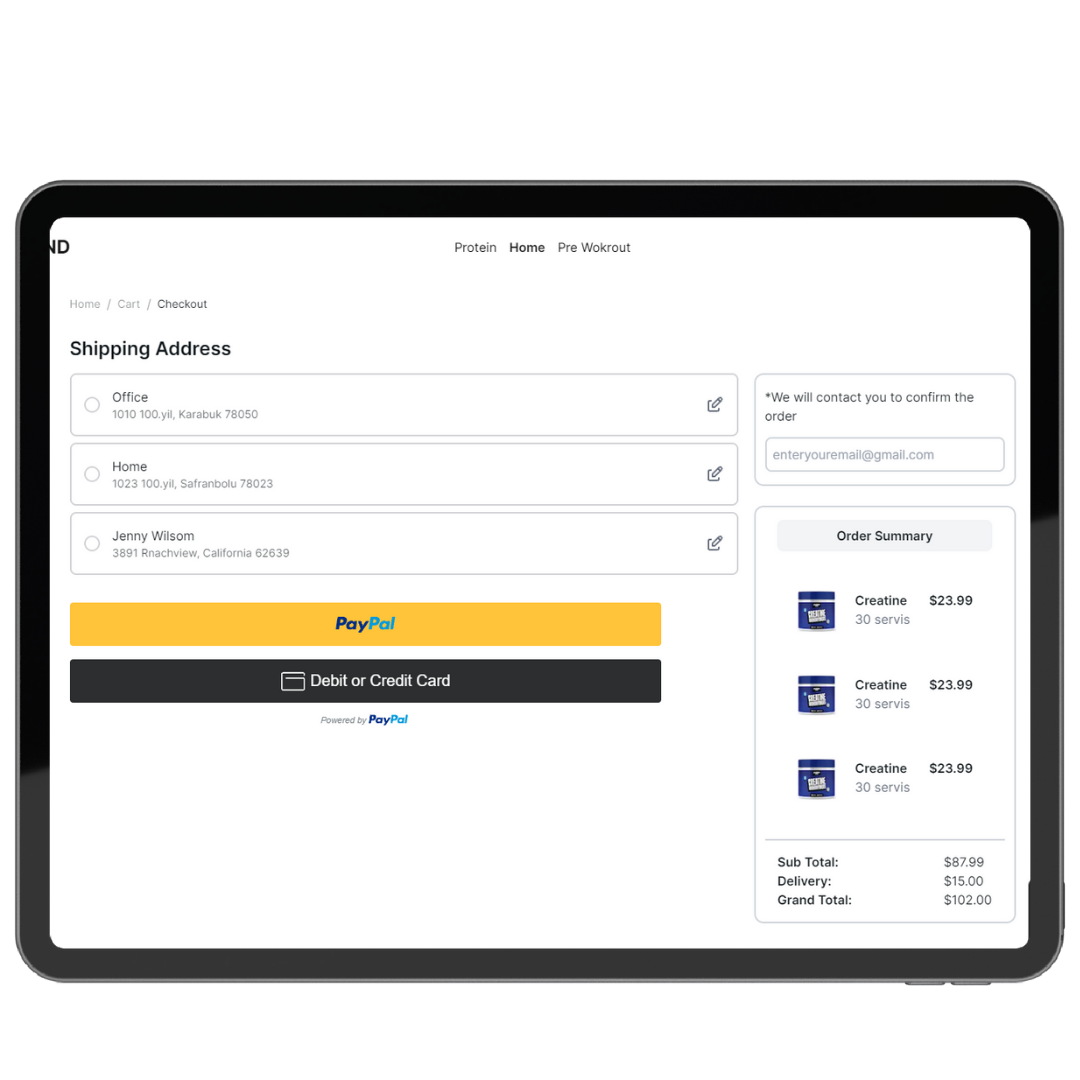 ND
Protein Home Pre Wokrout
Home / Cart / Checkout
Shipping Address
Office
1010 100.yil, Karabuk 78050
Home
1023 100.yil, Safranbolu 78023
Jenny Wilsom
3891 Rnachview, California 62639
PayPal
Debit or Credit Card
Powered by PayPal
*We will contact you to confirm the
order
enteryouremail@gmail.com
Order Summary
Creatine $23.99
30 servis
CREATINE
Creatine $23.99
30 servis
CREATINE
Creatine $23.99
30 servis
CREATINE
Sub Total: $87.99
Delivery: $15.00
Grand Total: $102.00